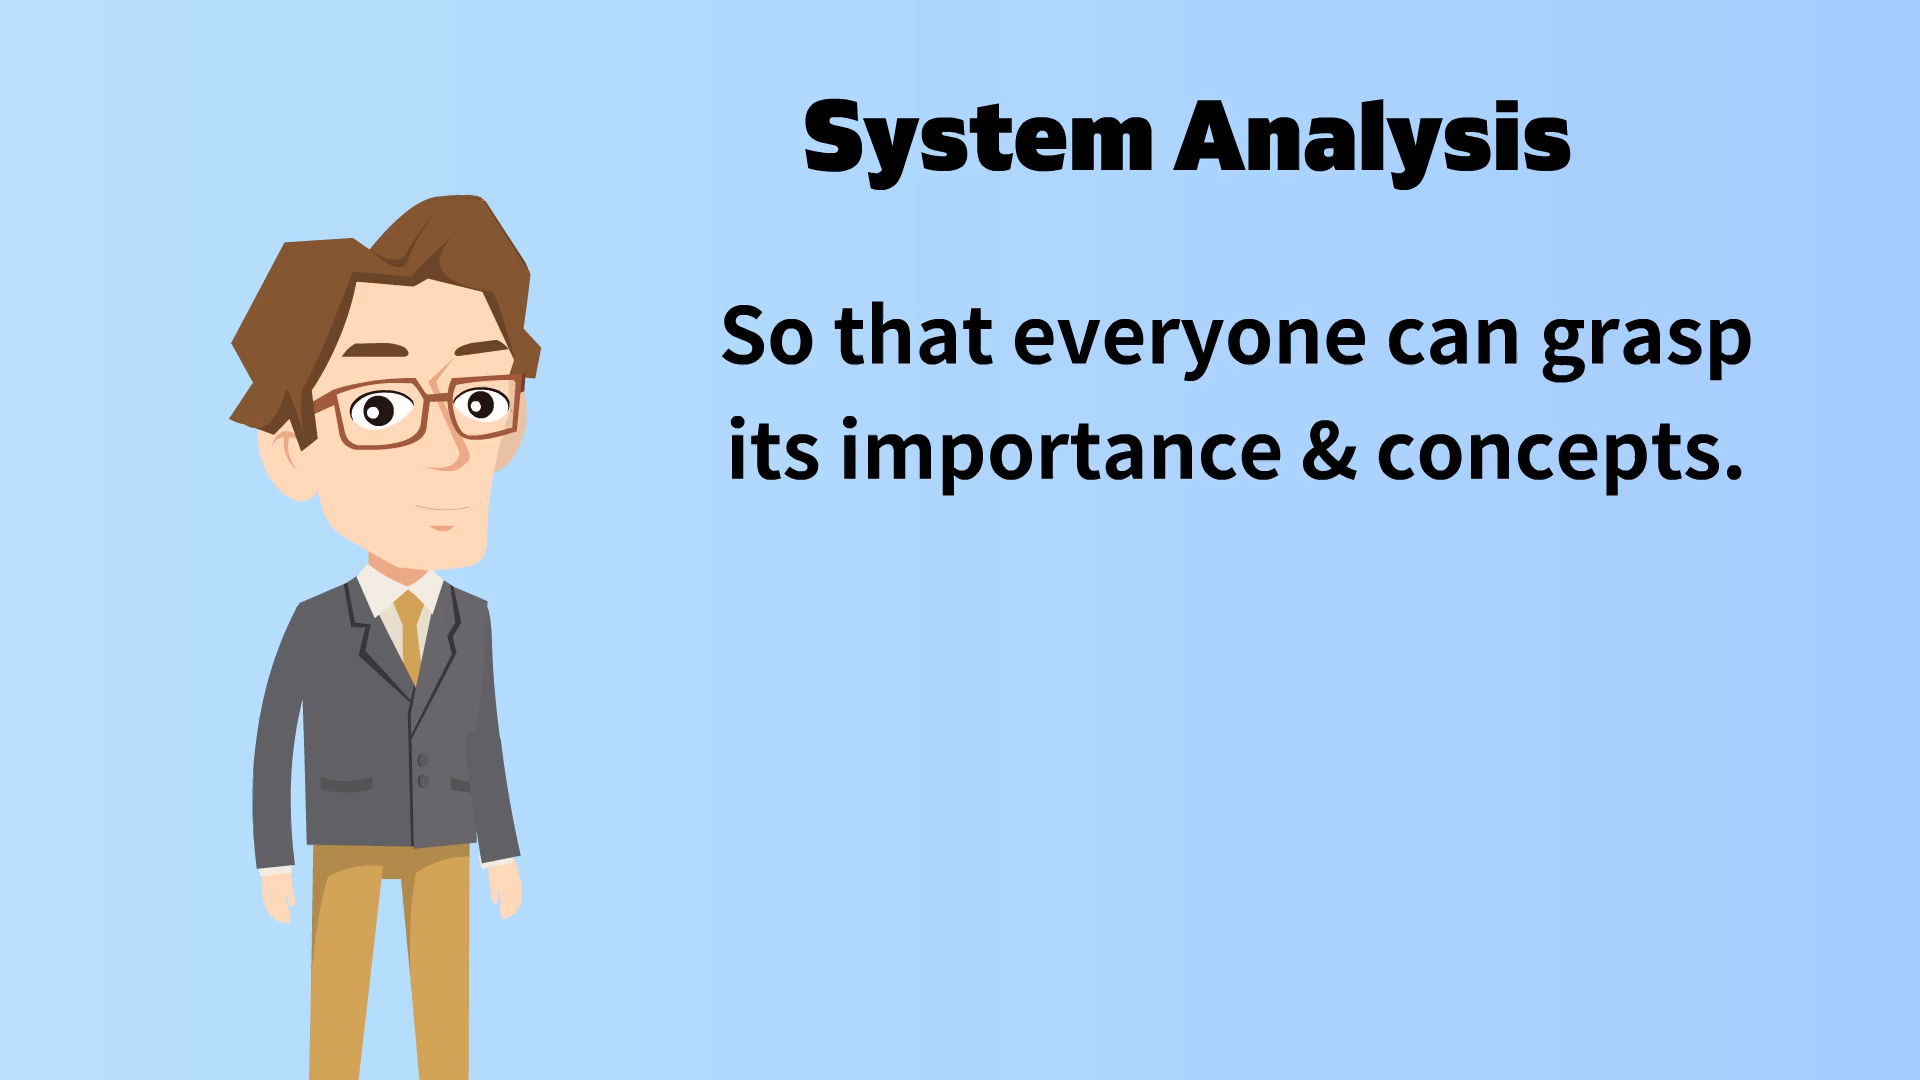 System Analysis
So that everyone can grasp
its importance & concepts.